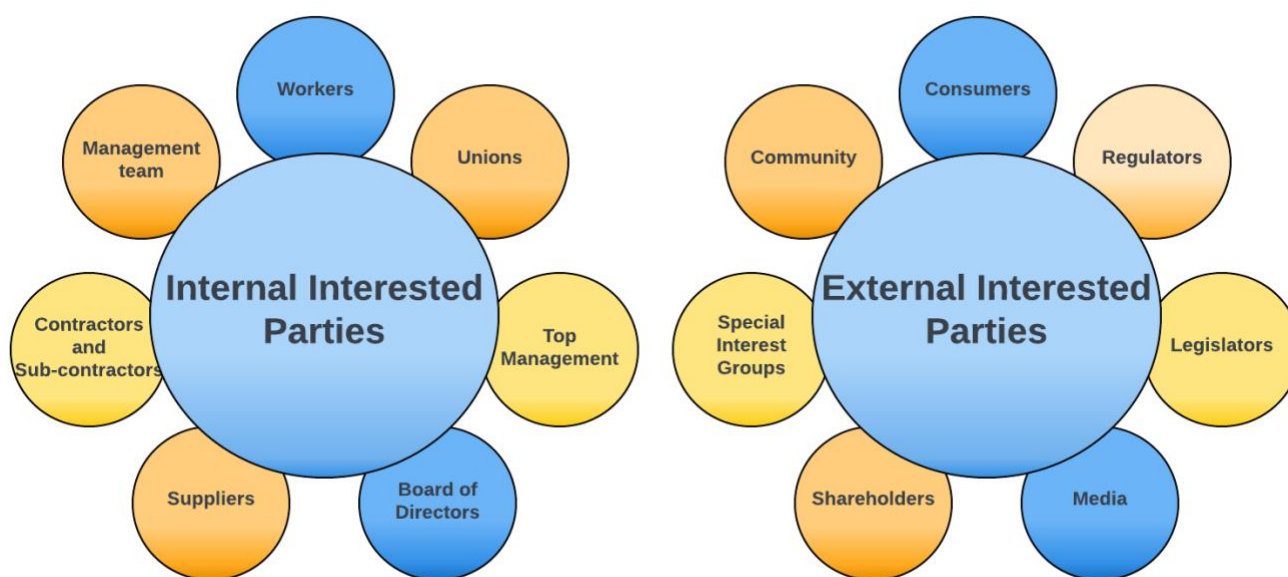 Workers
Management
team
Unions
Internal Interested
Parties
Contractors
and
Sub-contractors
Top
Management
Suppliers
Board of
Directors
Consumers
Community
Regulators
External Interested
Parties
Special
Interest
Groups
Legislators
Shareholders
Media